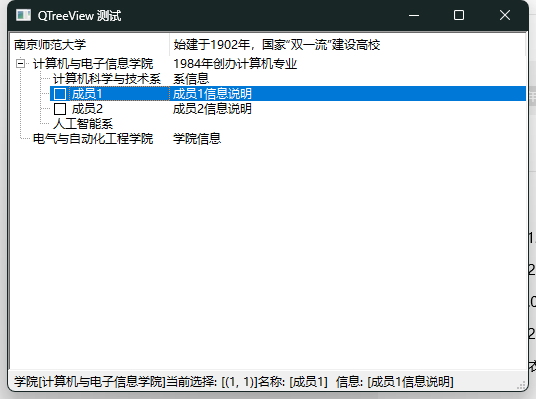 QTreeView 测试
南京师范大学 始建于1902年，国家“双一流”建设高校
计算机与电子信息学院 1984年创办计算机专业
计算机科学与技术系 系信息
成员1 成员1信息说明
成员2 成员2信息说明
人工智能系
电气与自动化工程学院 学院信息
学院[计算机与电子信息学院]当前选择: [(1, 1)]名称: [成员1] 信息: [成员1信息说明]